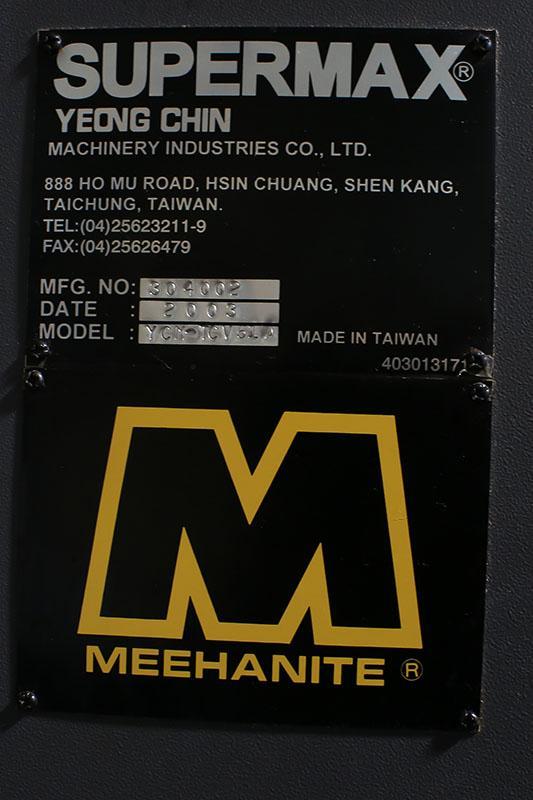 SUPERMAX®
YEONG CHIN
MACHINERY INDUSTRIES CO., LTD.
888 HO MU ROAD, HSIN CHUANG, SHEN KANG,
TAICHUNG, TAIWAN.
TEL:(04)25623211-9
FAX:(04)25626479
MFG. NO: 304002
DATE : 2003
MODEL :
MADE IN TAIWAN
403013171
M
MEEHANITE ®